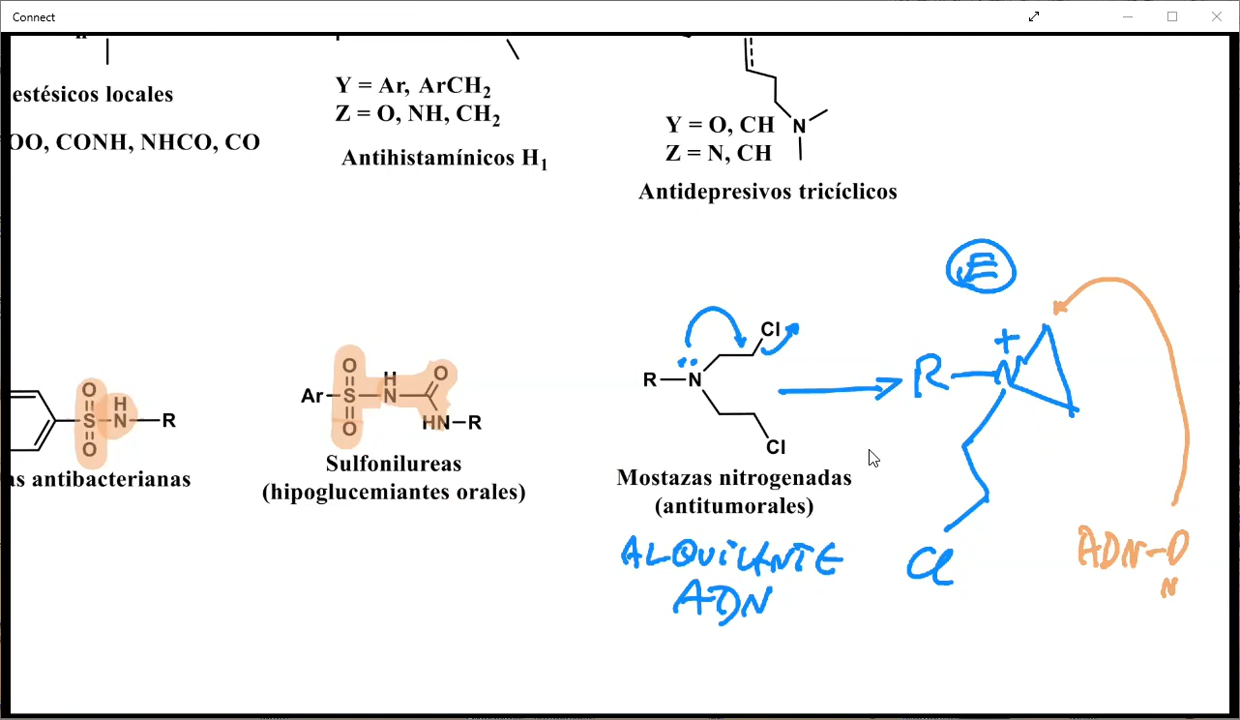 Connect
estésicos locales
OO, CONH, NHCO, CO
Y = Ar, ArCH2
Z = O, NH, CH2
Antihistamínicos H1
N
Y = O, CH
Z = N, CH
Antidepresivos tricíclicos
E
O
S
O
H
N
R
s antibacterianas
Ar
O
S
O
H
N
O
HN-R
Sulfonilureas
(hipoglucemiantes orales)
Cl
R-N
Cl
Mostazas nitrogenadas
(antitumorales)
ALQUILANTE
ADN
R-N
+
Cl
ADN-O
N